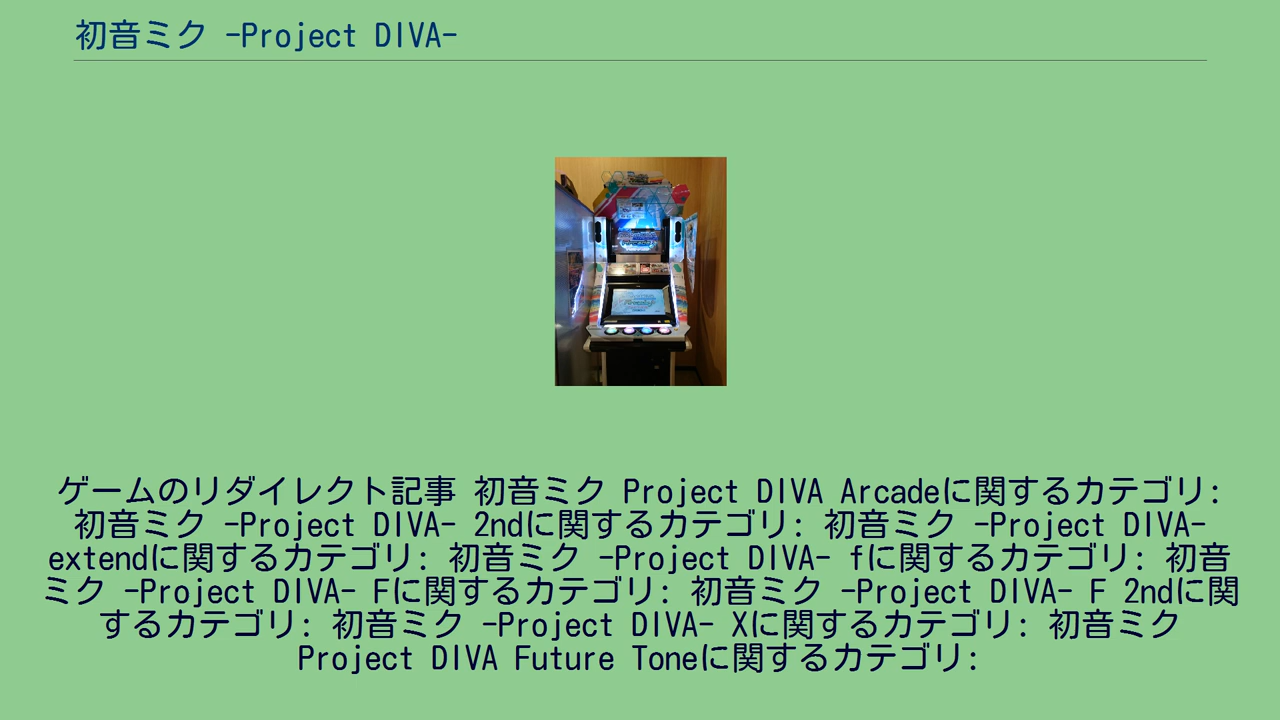 初音ミク -Project DIVA-
ゲームのリダイレクト記事 初音ミク Project DIVA Arcadeに関するカテゴリ:
初音ミク -Project DIVA- 2ndに関するカテゴリ: 初音ミク -Project DIVA-
extendに関するカテゴリ: 初音ミク -Project DIVA- fに関するカテゴリ: 初音
ミク -Project DIVA- Fに関するカテゴリ: 初音ミク -Project DIVA- F 2ndに関
するカテゴリ: 初音ミク -Project DIVA- Xに関するカテゴリ: 初音ミク
Project DIVA Future Toneに関するカテゴリ: